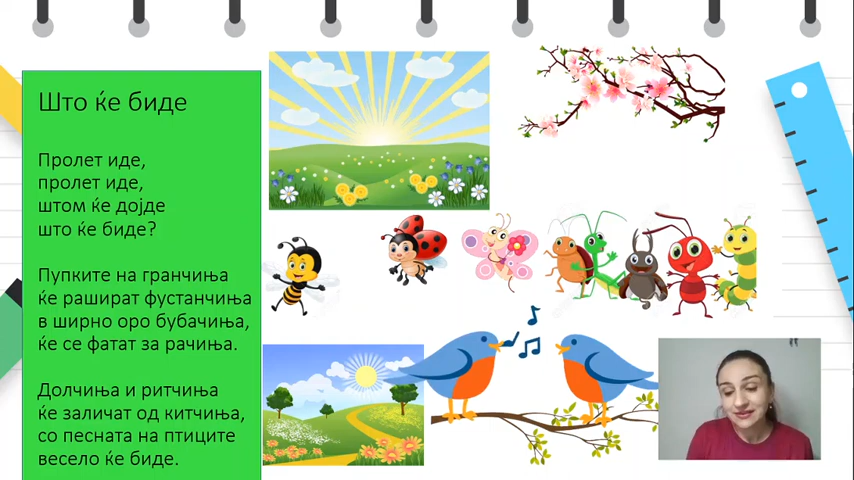 Што ќе биде
Пролет иде,
пролет иде,
штом ќе дојде
што ќе биде?
Пупките на гранчиња
ќе рашират фустанчиња
в ширно оро бубачиња,
ќе се фатат за рачиња.
Долчиња и ритчиња
ќе заличат од китчиња,
со песната на птиците
весело ќе биде.